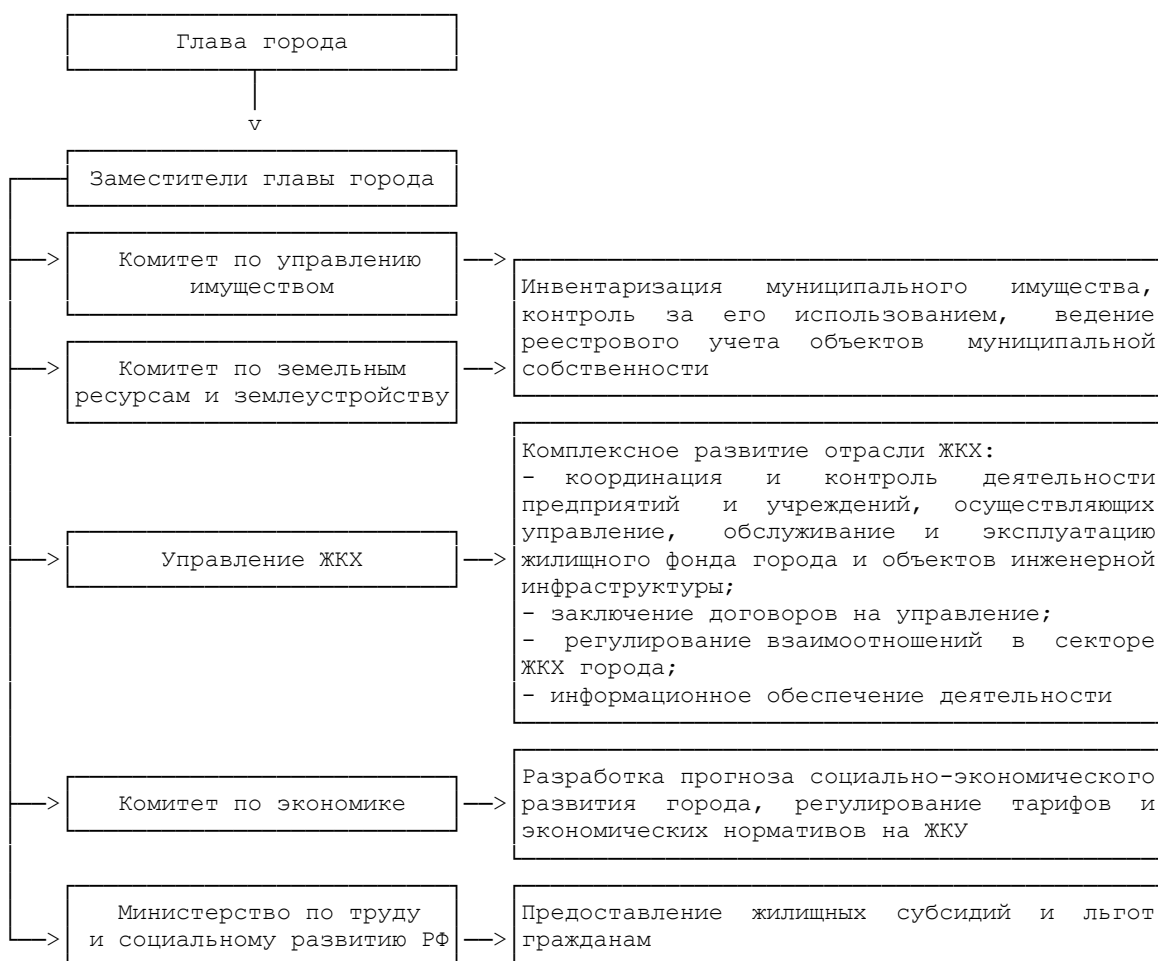 Глава города
v
Заместители главы города
Комитет по управлению
имуществом
Инвентаризация муниципального имущества,
контроль за его использованием, ведение
реестрового учета объектов муниципальной
собственности
Комитет по земельным
ресурсам и землеустройству
Управление ЖКХ
Комплексное развитие отрасли ЖКХ:
- координация и контроль деятельности
предприятий и учреждений, осуществляющих
управление, обслуживание и эксплуатацию
жилищного фонда города и объектов инженерной
инфраструктуры;
- заключение договоров на управление;
- регулирование взаимоотношений в секторе
ЖКХ города;
- информационное обеспечение деятельности
Комитет по экономике
Разработка прогноза социально-экономического
развития города, регулирование тарифов и
экономических нормативов на ЖКУ
Министерство по труду
и социальному развитию РФ
Предоставление жилищных субсидий и льгот
гражданам